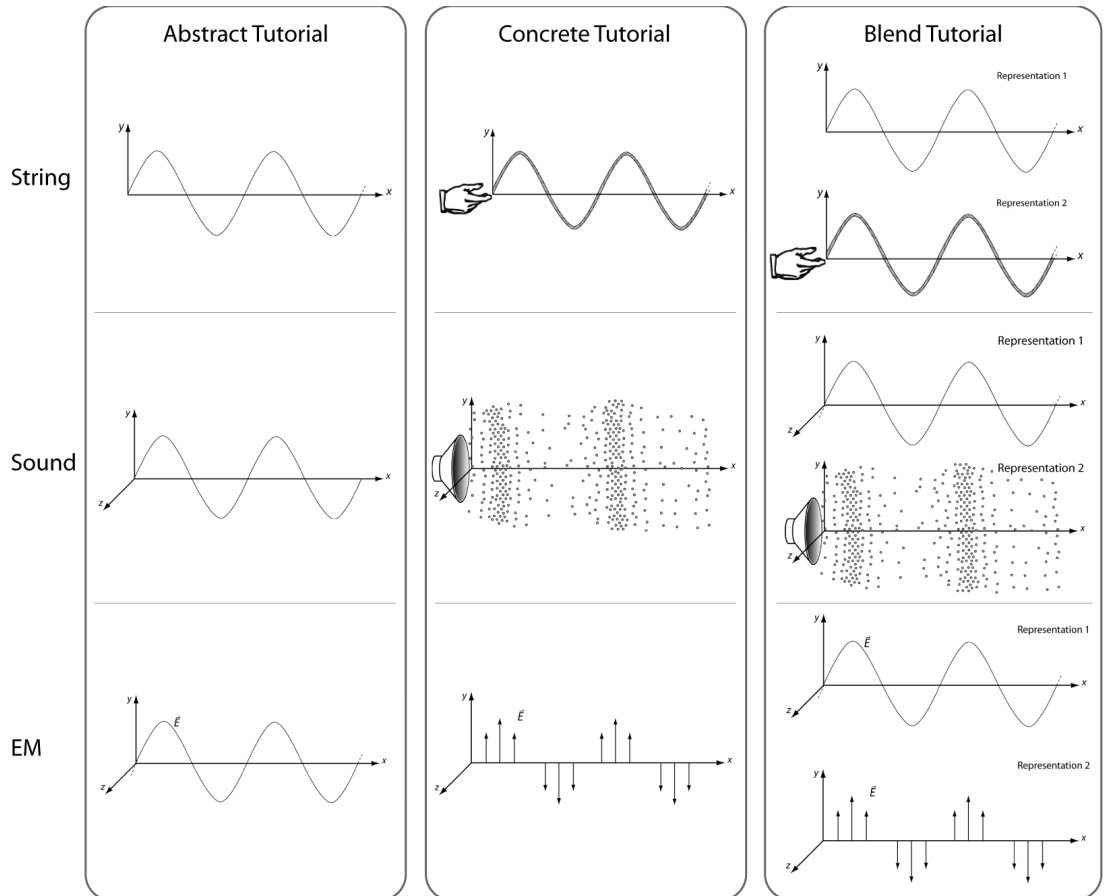 Abstract Tutorial
Concrete Tutorial
Blend Tutorial
String
y
x
y
x
y
Representation 1
x
y
Representation 2
x
Sound
y
x
z
y
x
z
y
Representation 1
x
z
y
Representation 2
x
z
EM
y
E⃗
x
z
y
E⃗
x
z
y
Representation 1
E⃗
x
z
Representation 2
y
E⃗
x
z